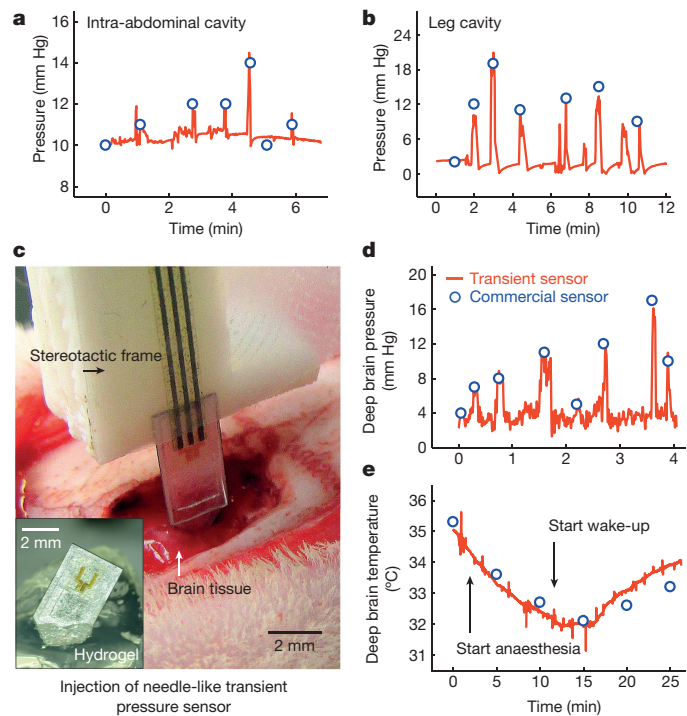 a
Intra-abdominal cavity
Pressure (mm Hg)
16
14
12
10
8
0
2
4
6
Time (min)
b
Leg cavity
Pressure (mm Hg)
24
18
12
6
0
0
2
4
6
8
10
12
Time (min)
c
Stereotactic frame
Brain tissue
2 mm
2 mm
Hydrogel
Injection of needle-like transient
pressure sensor
d
Transient sensor
Commercial sensor
Deep brain pressure
(mm Hg)
20
16
12
8
4
0
0
1
2
3
4
e
Start wake-up
Start anaesthesia
Deep brain temperature
(ºC)
36
35
34
33
32
31
0
5
10
15
20
25
Time (min)